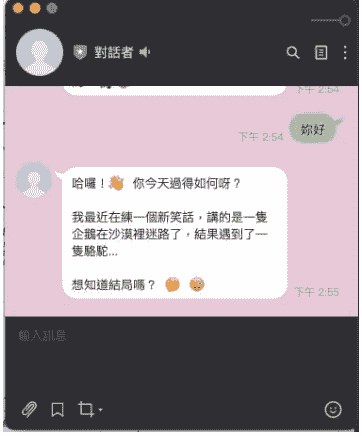 對話者
下午 2:54
妳好
下午 2:54
哈囉！👋 你今天過得如何呀？
我最近在練一個新笑話，講的是一隻
企鵝在沙漠裡迷路了，結果遇到了一
隻駱駝...
想知道結局嗎？
下午 2:55
輸入訊息